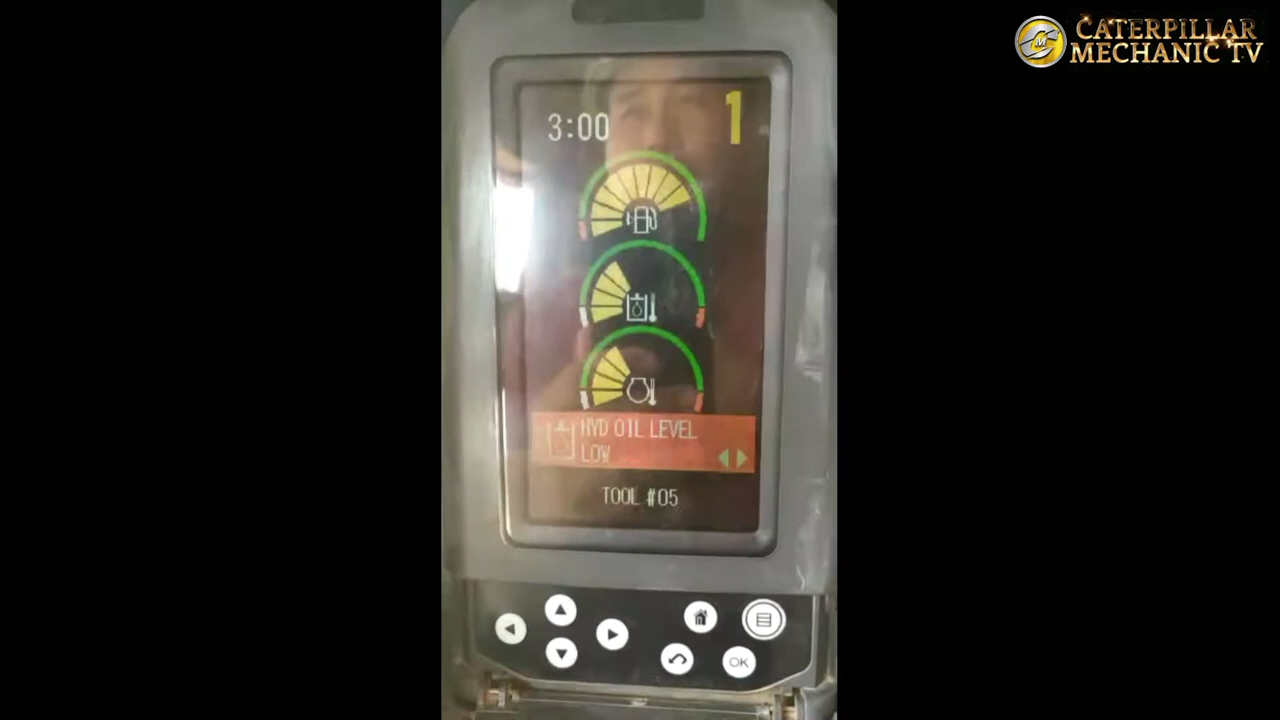 CATERPILLAR
MECHANIC TV
3:00
1
HYD OIL LEVEL
LOW
TOOL #05
OK